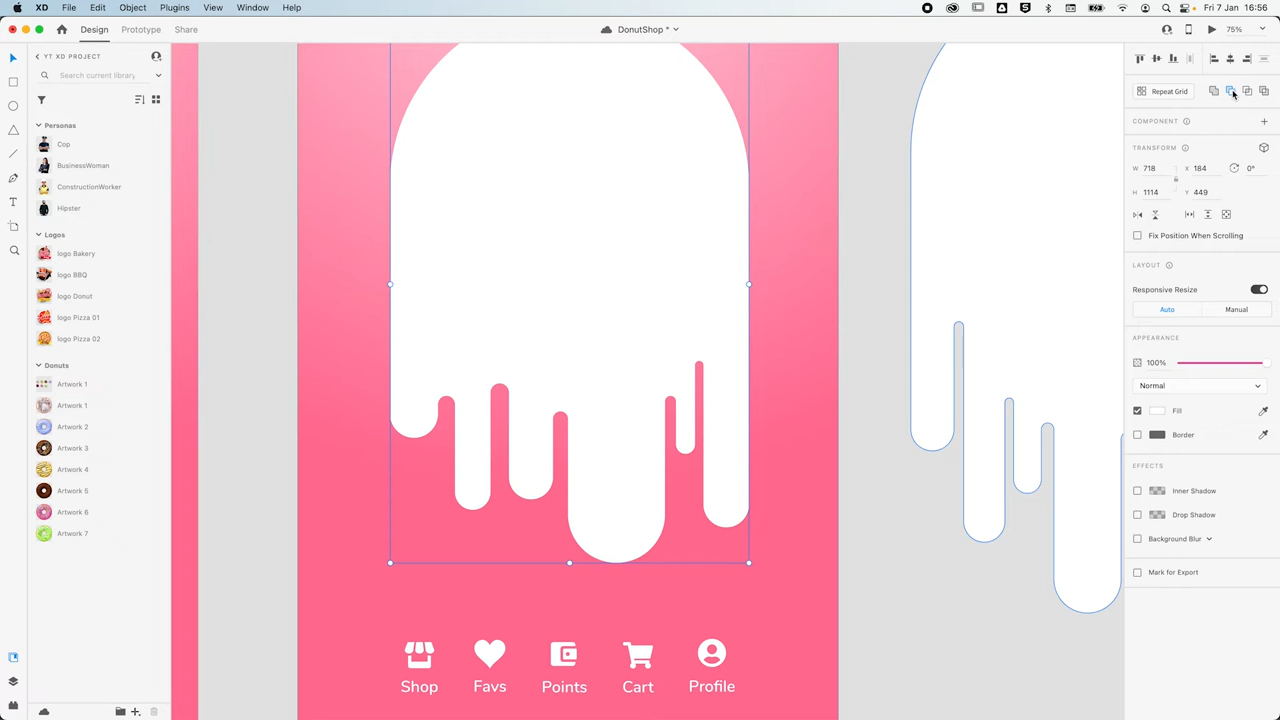 XD File Edit Object Plugins View Window Help
Fri 7 Jan 16:56
Design Prototype Share
DonutShop *
75%
YT XD PROJECT
Search current library
Personas
Cop
BusinessWoman
ConstructionWorker
Hipster
Logos
logo Bakery
logo BBQ
logo Donut
logo Pizza 01
logo Pizza 02
Donuts
Artwork 1
Artwork 1
Artwork 2
Artwork 3
Artwork 4
Artwork 5
Artwork 6
Artwork 7
Shop
Favs
Points
Cart
Profile
Repeat Grid
COMPONENT
TRANSFORM
W 718 X 184 0°
H 1114 Y 449
Fix Position When Scrolling
LAYOUT
Responsive Resize
Auto Manual
APPEARANCE
100%
Normal
Fill
Border
EFFECTS
Inner Shadow
Drop Shadow
Background Blur
Mark for Export